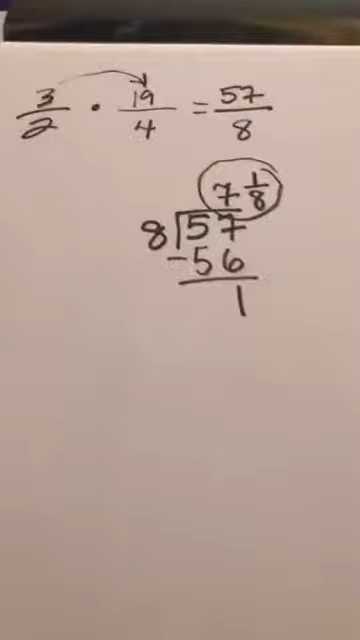 3/2 · 19/4 = 57/8
7 1/8
8)57
-56
1